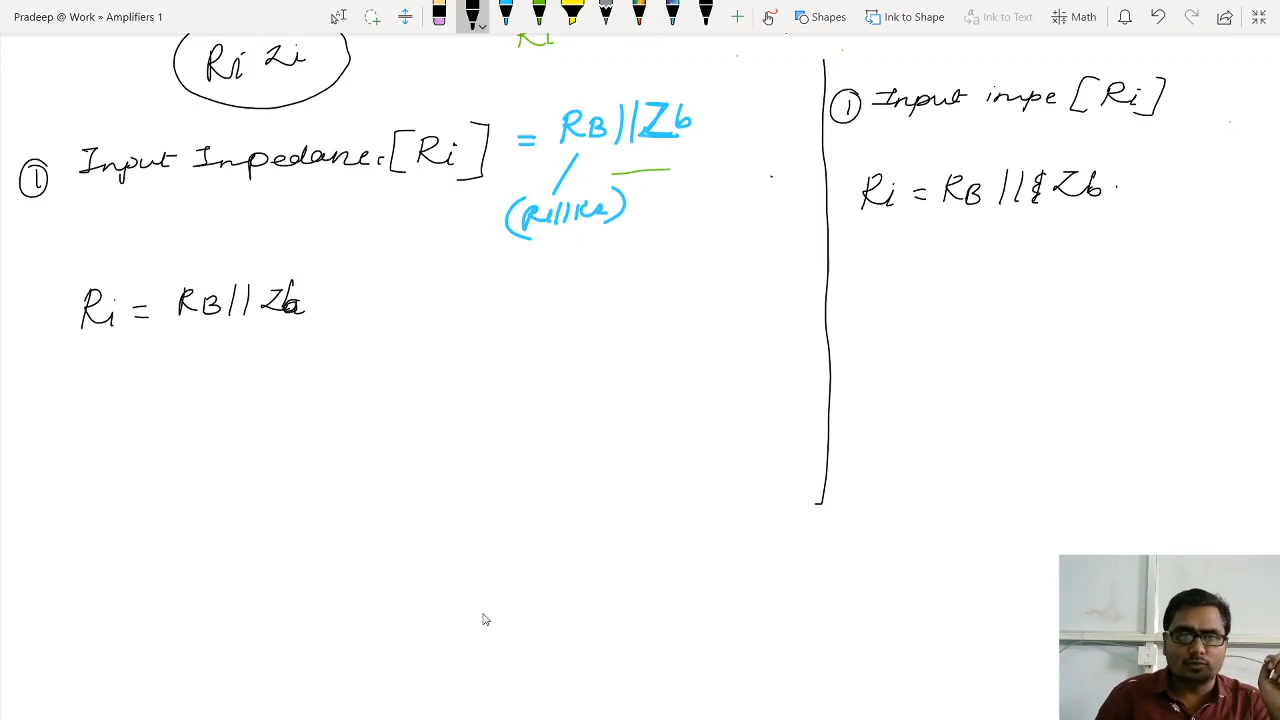 Pradeep @ Work » Amplifiers 1
Shapes
Ink to Shape
Ink to Text
Math
Ri Zi
Ri
① Input Impedance [Ri] = RB||Zb
(R1||R2)
Ri = RB||Zb
① Input impe [Ri]
Ri = RB || Zb